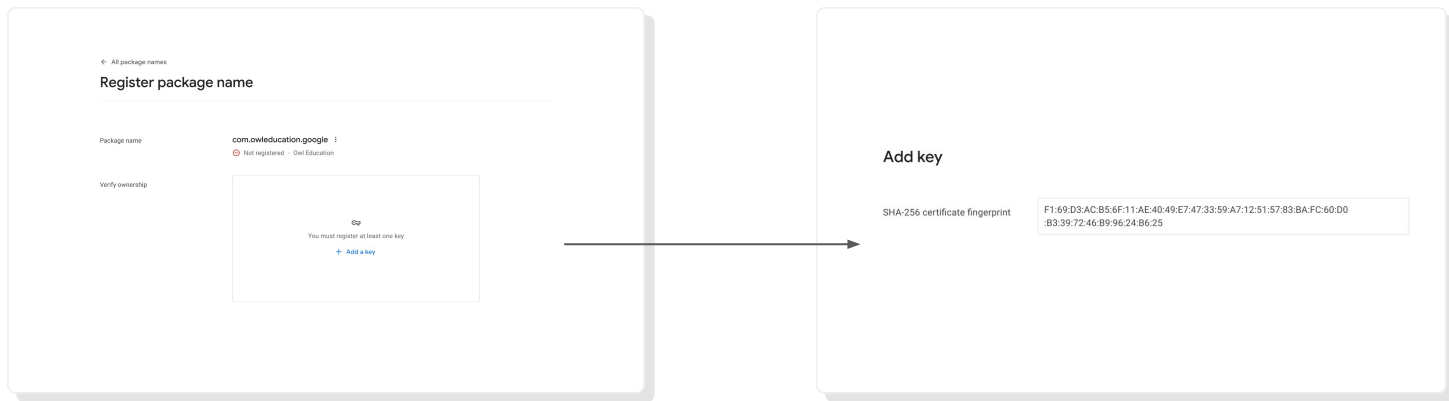 ← All package names
Register package name
Package name
com.owleducation.google
Not registered · Owl Education
Verify ownership
You must register at least one key
+ Add a key
Add key
SHA-256 certificate fingerprint
F1:69:D3:AC:B5:6F:11:AE:40:49:E7:47:33:59:A7:12:51:57:83:BA:FC:60:D0
:B3:39:72:46:B9:96:24:B6:25